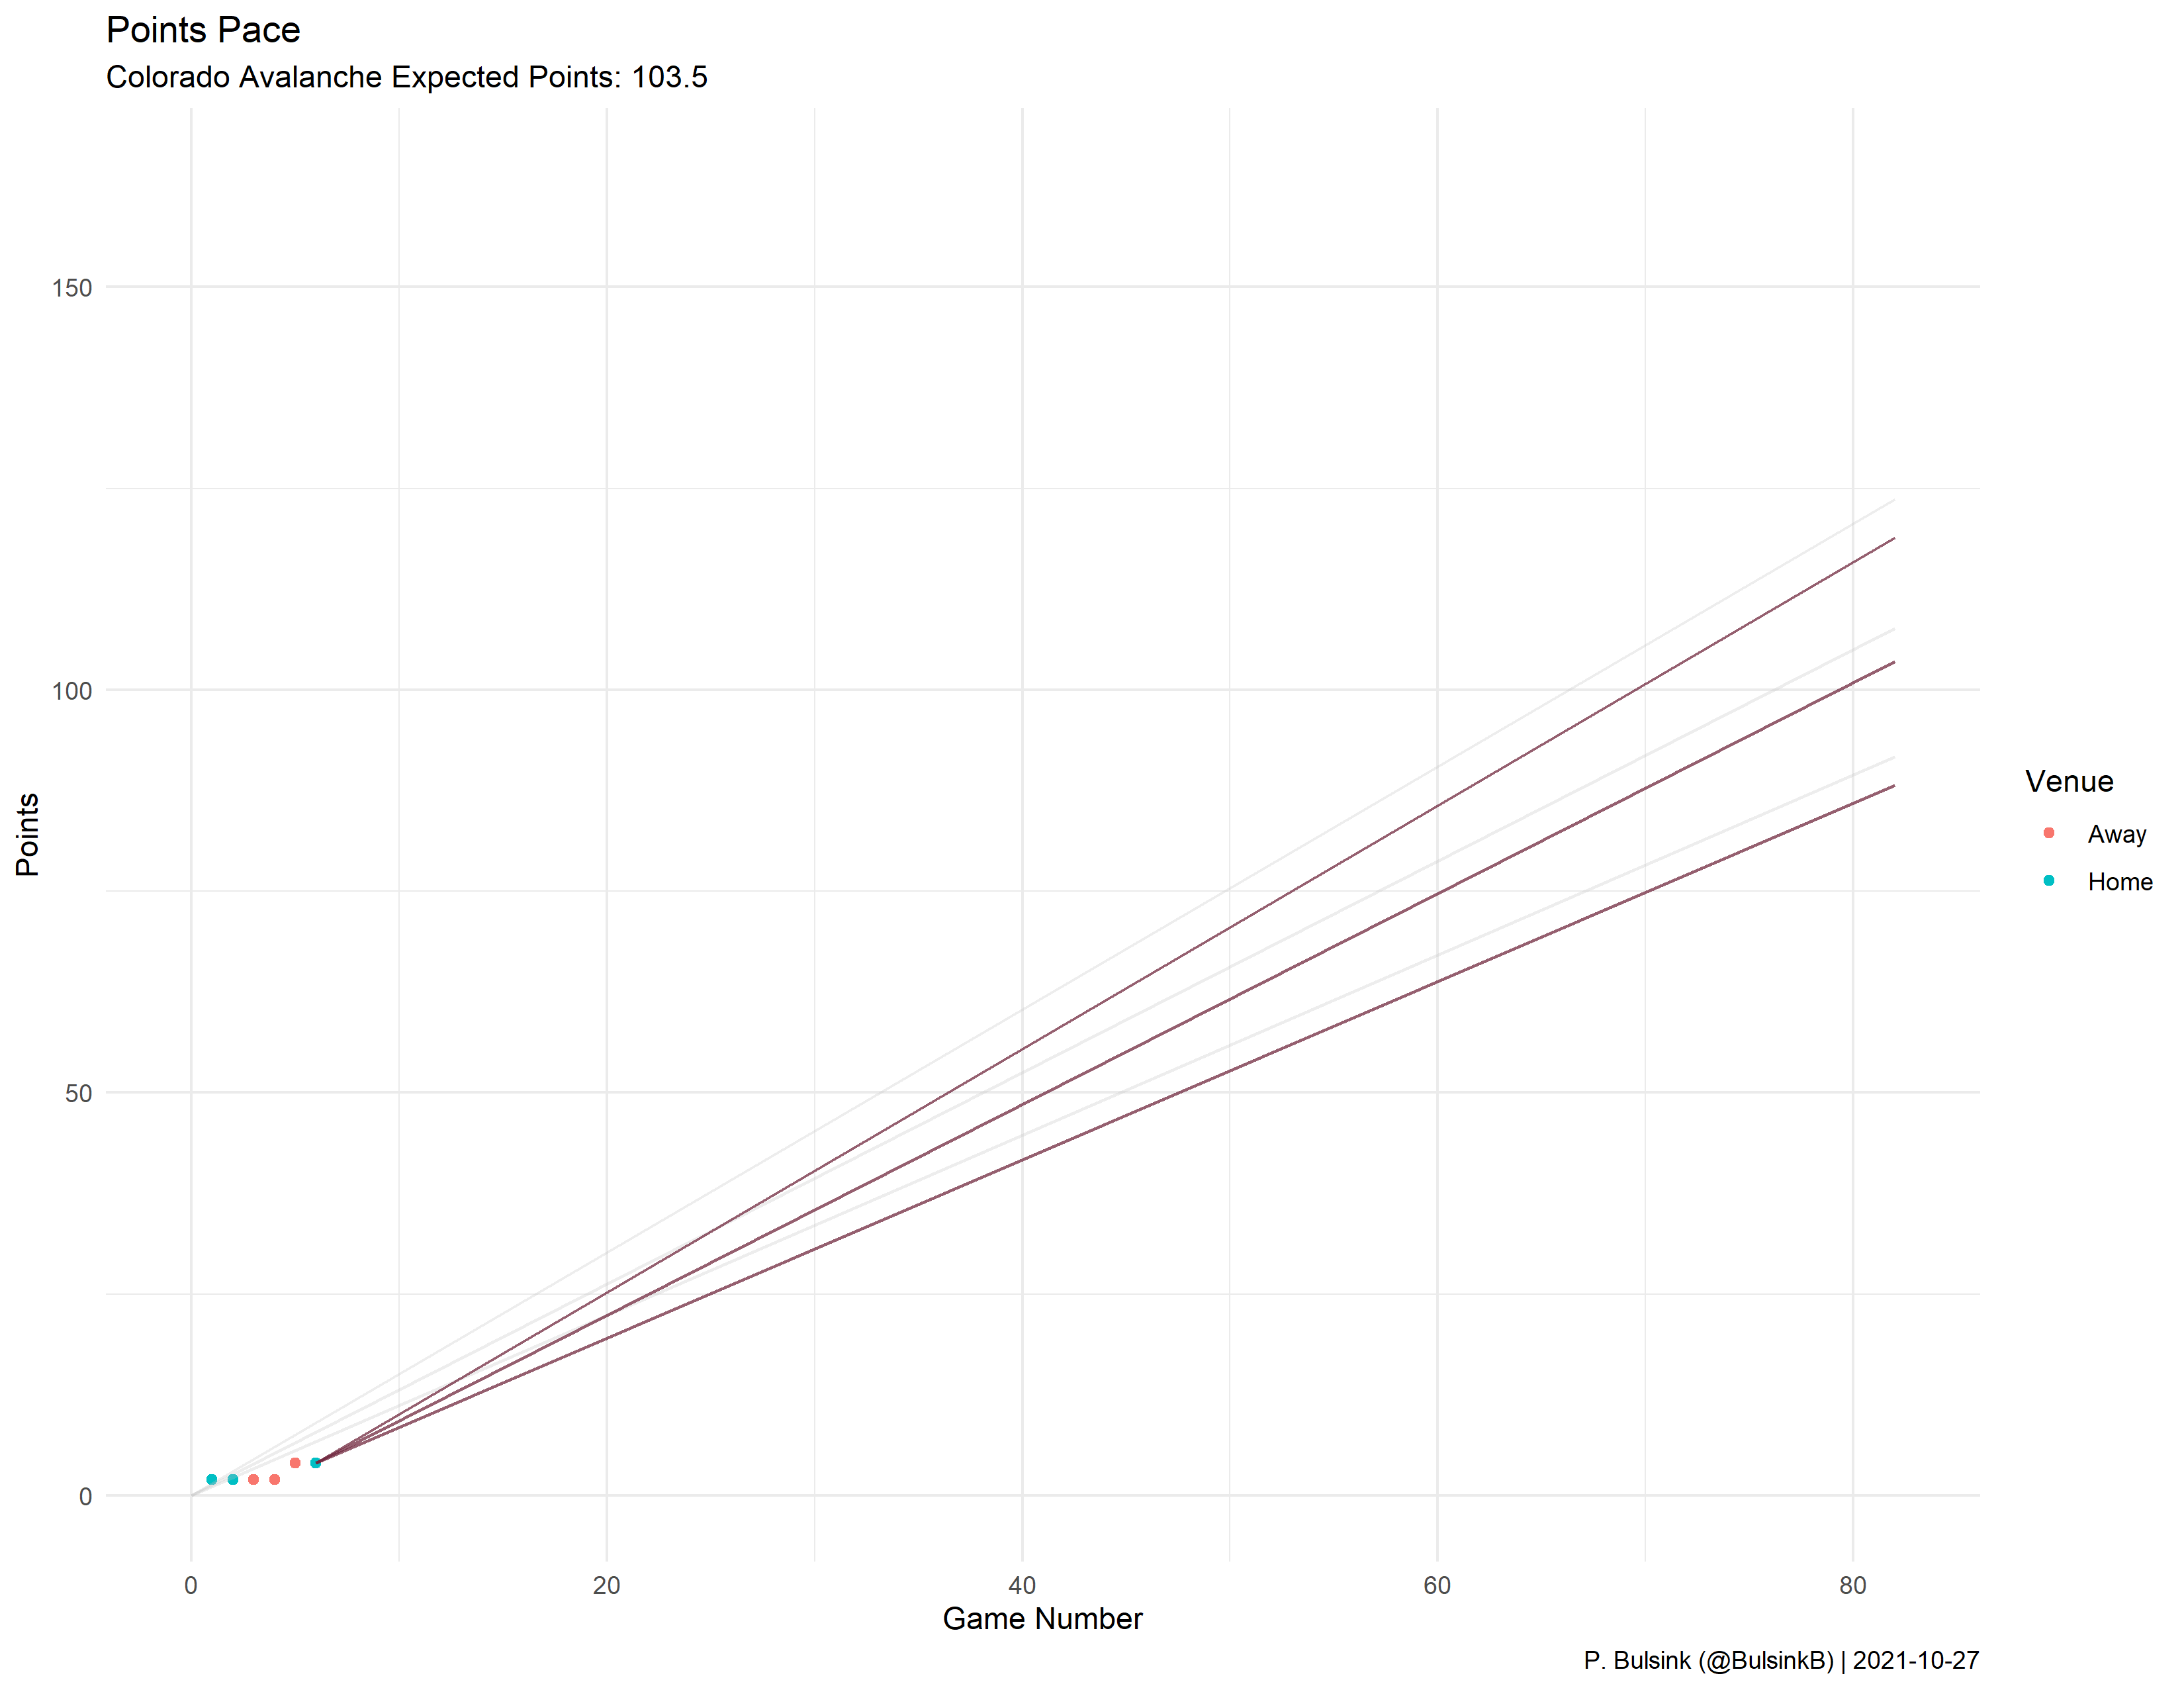 Points Pace
Colorado Avalanche Expected Points: 103.5
150
100
50
0
Points
0 20 40 60 80
Game Number
Venue
Away
Home
P. Bulsink (@BulsinkB) | 2021-10-27